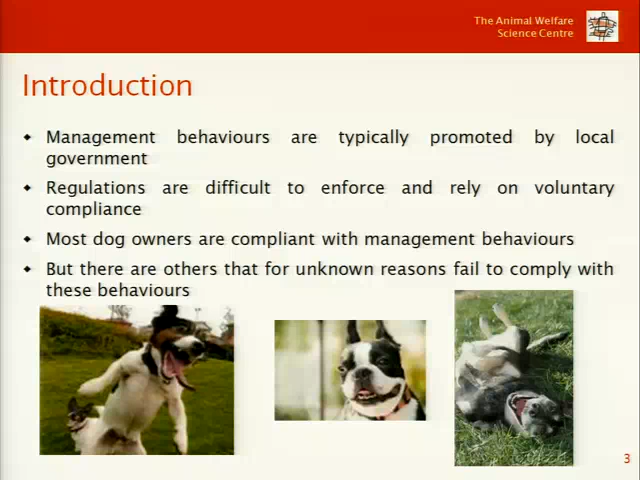 The Animal Welfare
Science Centre
Introduction
Management behaviours are typically promoted by local
government
Regulations are difficult to enforce and rely on voluntary
compliance
Most dog owners are compliant with management behaviours
But there are others that for unknown reasons fail to comply with
these behaviours
3